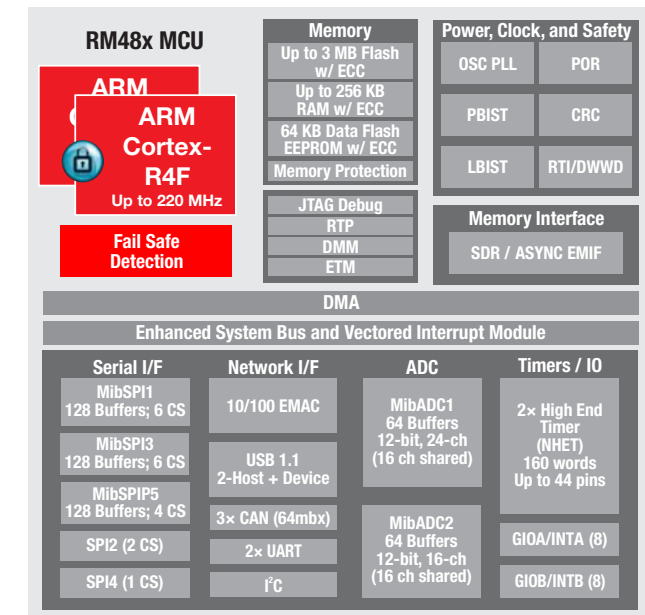 RM48x MCU
ARM
C
ARM
Cortex-
R4F
Up to 220 MHz
Fail Safe
Detection
Memory
Up to 3 MB Flash
w/ ECC
Up to 256 KB
RAM w/ ECC
64 KB Data Flash
EEPROM w/ ECC
Memory Protection
JTAG Debug
RTP
DMM
ETM
Power, Clock, and Safety
OSC PLL
POR
PBIST
CRC
LBIST
RTI/DWWD
Memory Interface
SDR / ASYNC EMIF
DMA
Enhanced System Bus and Vectored Interrupt Module
Serial I/F
MibSPI1
128 Buffers; 6 CS
MibSPI3
128 Buffers; 6 CS
MibSPIP5
128 Buffers; 4 CS
SPI2 (2 CS)
SPI4 (1 CS)
Network I/F
10/100 EMAC
USB 1.1
2-Host + Device
3× CAN (64mbx)
2× UART
I²C
ADC
MibADC1
64 Buffers
12-bit, 24-ch
(16 ch shared)
MibADC2
64 Buffers
12-bit, 16-ch
(16 ch shared)
Timers / IO
2× High End
Timer
(NHET)
160 words
Up to 44 pins
GIOA/INTA (8)
GIOB/INTB (8)